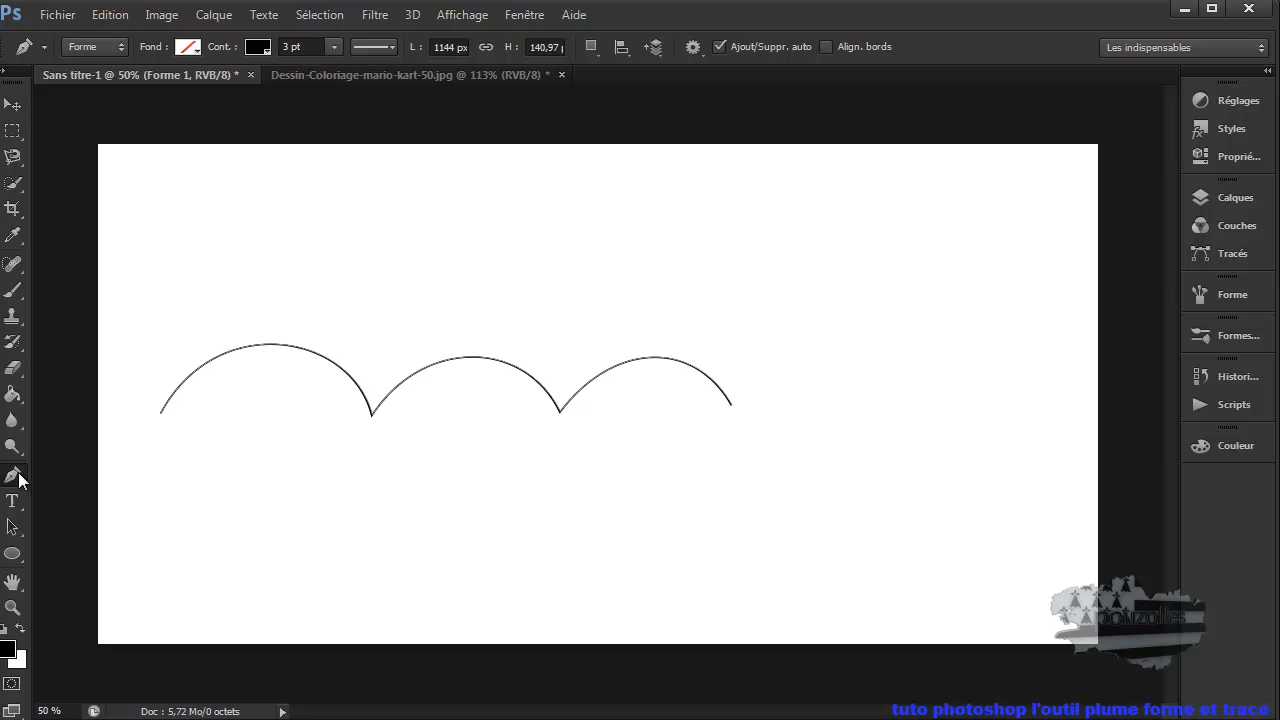 Ps Fichier Edition Image Calque Texte Sélection Filtre 3D Affichage Fenêtre Aide
Forme Fond : Cont. : 3 pt L : 1144 px H : 140,97 Ajout/Suppr. auto Align. bords Les indispensables
Sans titre-1 @ 50% (Forme 1, RVB/8) * × Dessin-Coloriage-mario-kart-50.jpg @ 113% (RVB/8) * ×
Réglages
Styles
Proprié...
Calques
Couches
Tracés
Forme
Formes...
Histori...
Scripts
Couleur
T
pouzelles
50 % Doc : 5,72 Mo/0 octets
tuto photoshop l'outil plume forme et tracé